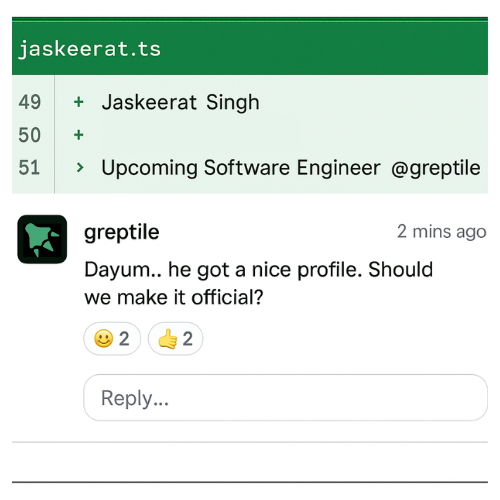 jaskeerat.ts
49 + Jaskeerat Singh
50 +
51 > Upcoming Software Engineer @greptile
greptile 2 mins ago
Dayum.. he got a nice profile. Should
we make it official?
🙂 2 👍 2
Reply...